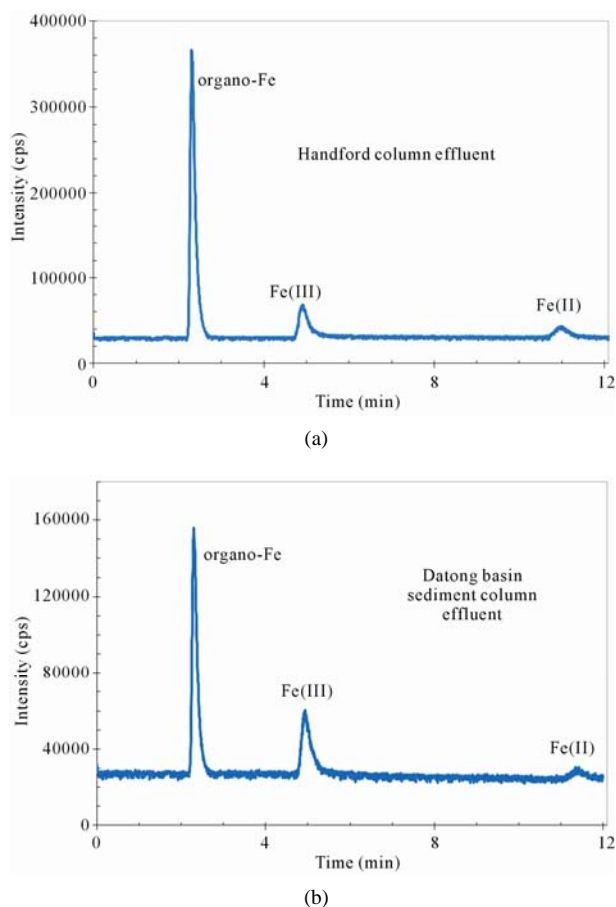 400000
organo-Fe
300000
Handford column effluent
Intensity (cps)
200000
Fe(III)
100000
Fe(II)
0
0 4 8 12
Time (min)
(a)
160000
organo-Fe
Datong basin
sediment column
effluent
120000
Intensity (cps)
80000
Fe(III)
40000
Fe(II)
0
0 4 8 12
Time (min)
(b)